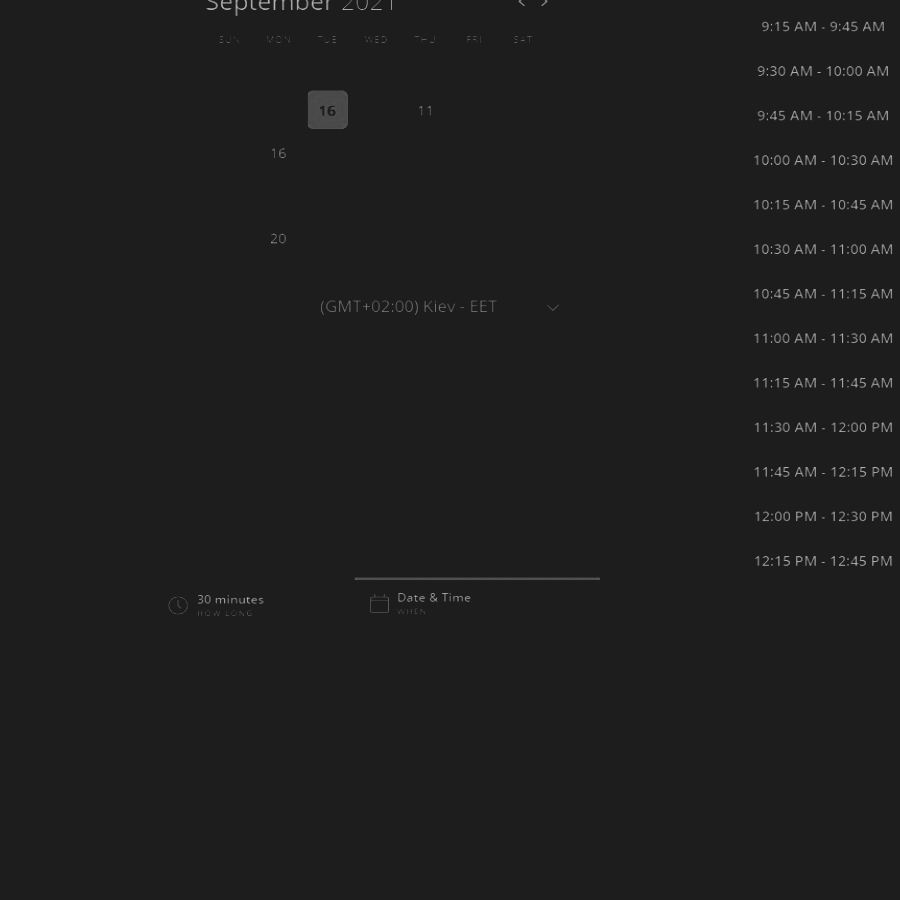 September 2021
SUN MON TUE WED THU FRI SAT
16 11
16
20
(GMT+02:00) Kiev - EET
30 minutes
HOW LONG
Date & Time
WHEN
9:15 AM - 9:45 AM
9:30 AM - 10:00 AM
9:45 AM - 10:15 AM
10:00 AM - 10:30 AM
10:15 AM - 10:45 AM
10:30 AM - 11:00 AM
10:45 AM - 11:15 AM
11:00 AM - 11:30 AM
11:15 AM - 11:45 AM
11:30 AM - 12:00 PM
11:45 AM - 12:15 PM
12:00 PM - 12:30 PM
12:15 PM - 12:45 PM